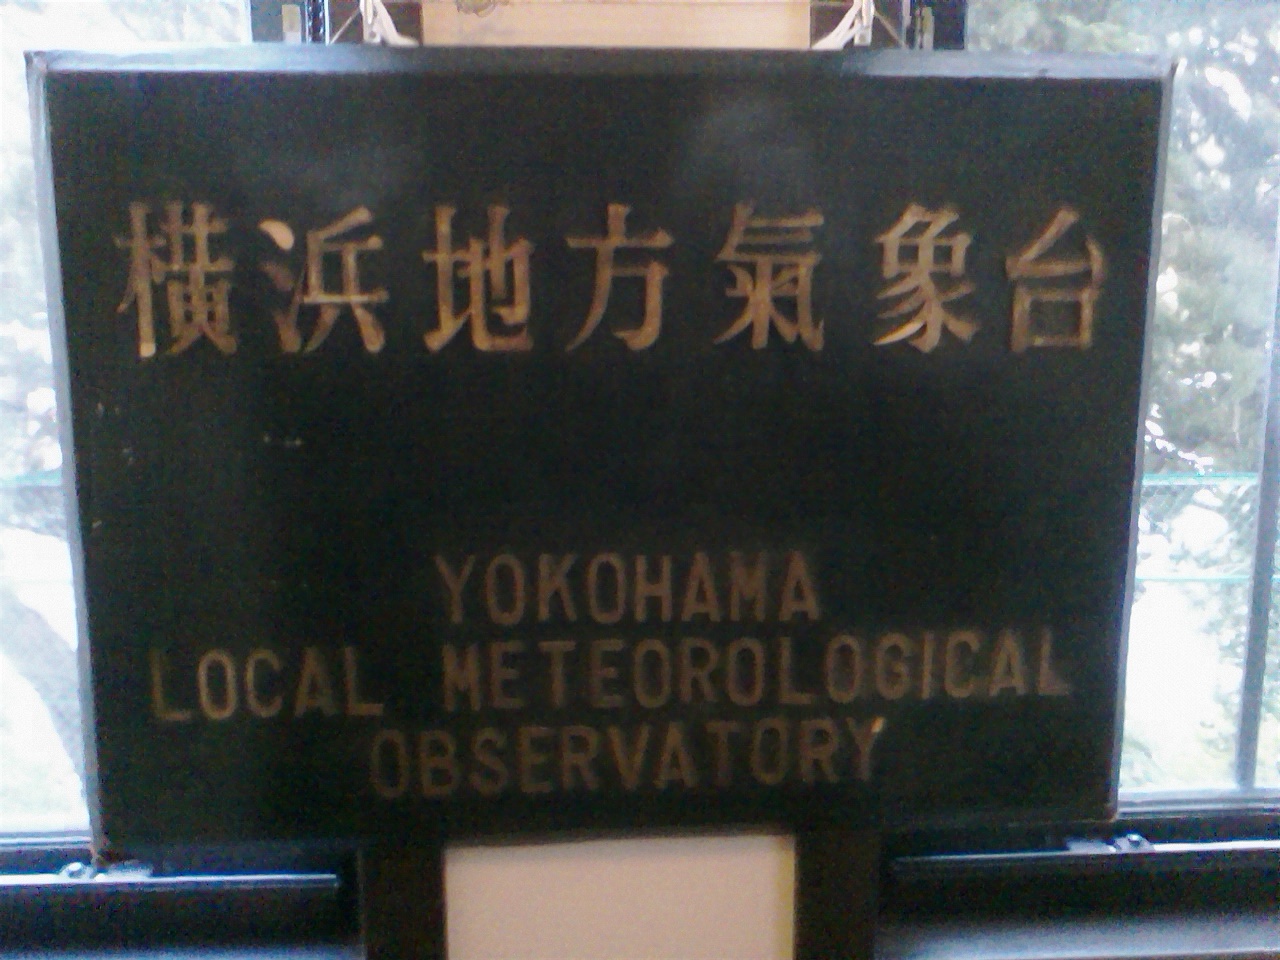 横浜地方氣象台
YOKOHAMA
LOCAL METEOROLOGICAL
OBSERVATORY